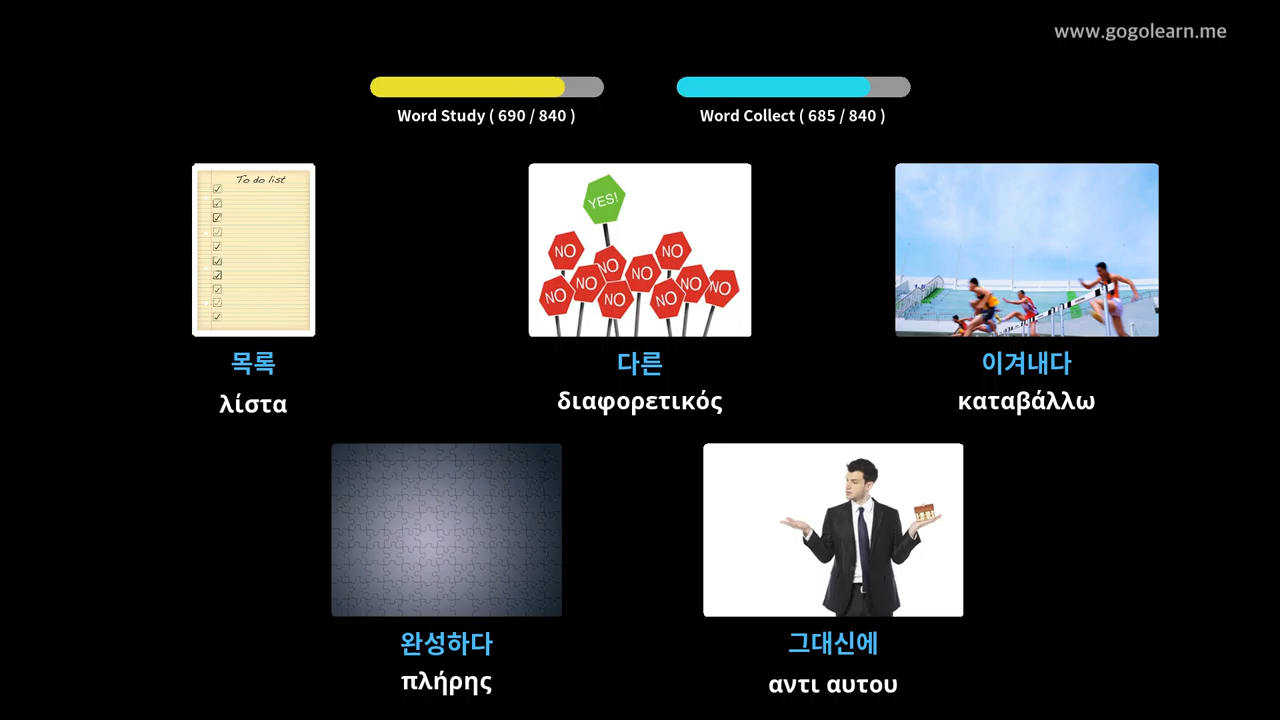 www.gogolearn.me
Word Study ( 690 / 840 )
Word Collect ( 685 / 840 )
To do list
YES!
NO
NO
NO
NO
NO
NO
NO
NO
NO
NO
목록
다른
이겨내다
λίστα
διαφορετικός
καταβάλλω
완성하다
그대신에
πλήρης
αντι αυτου